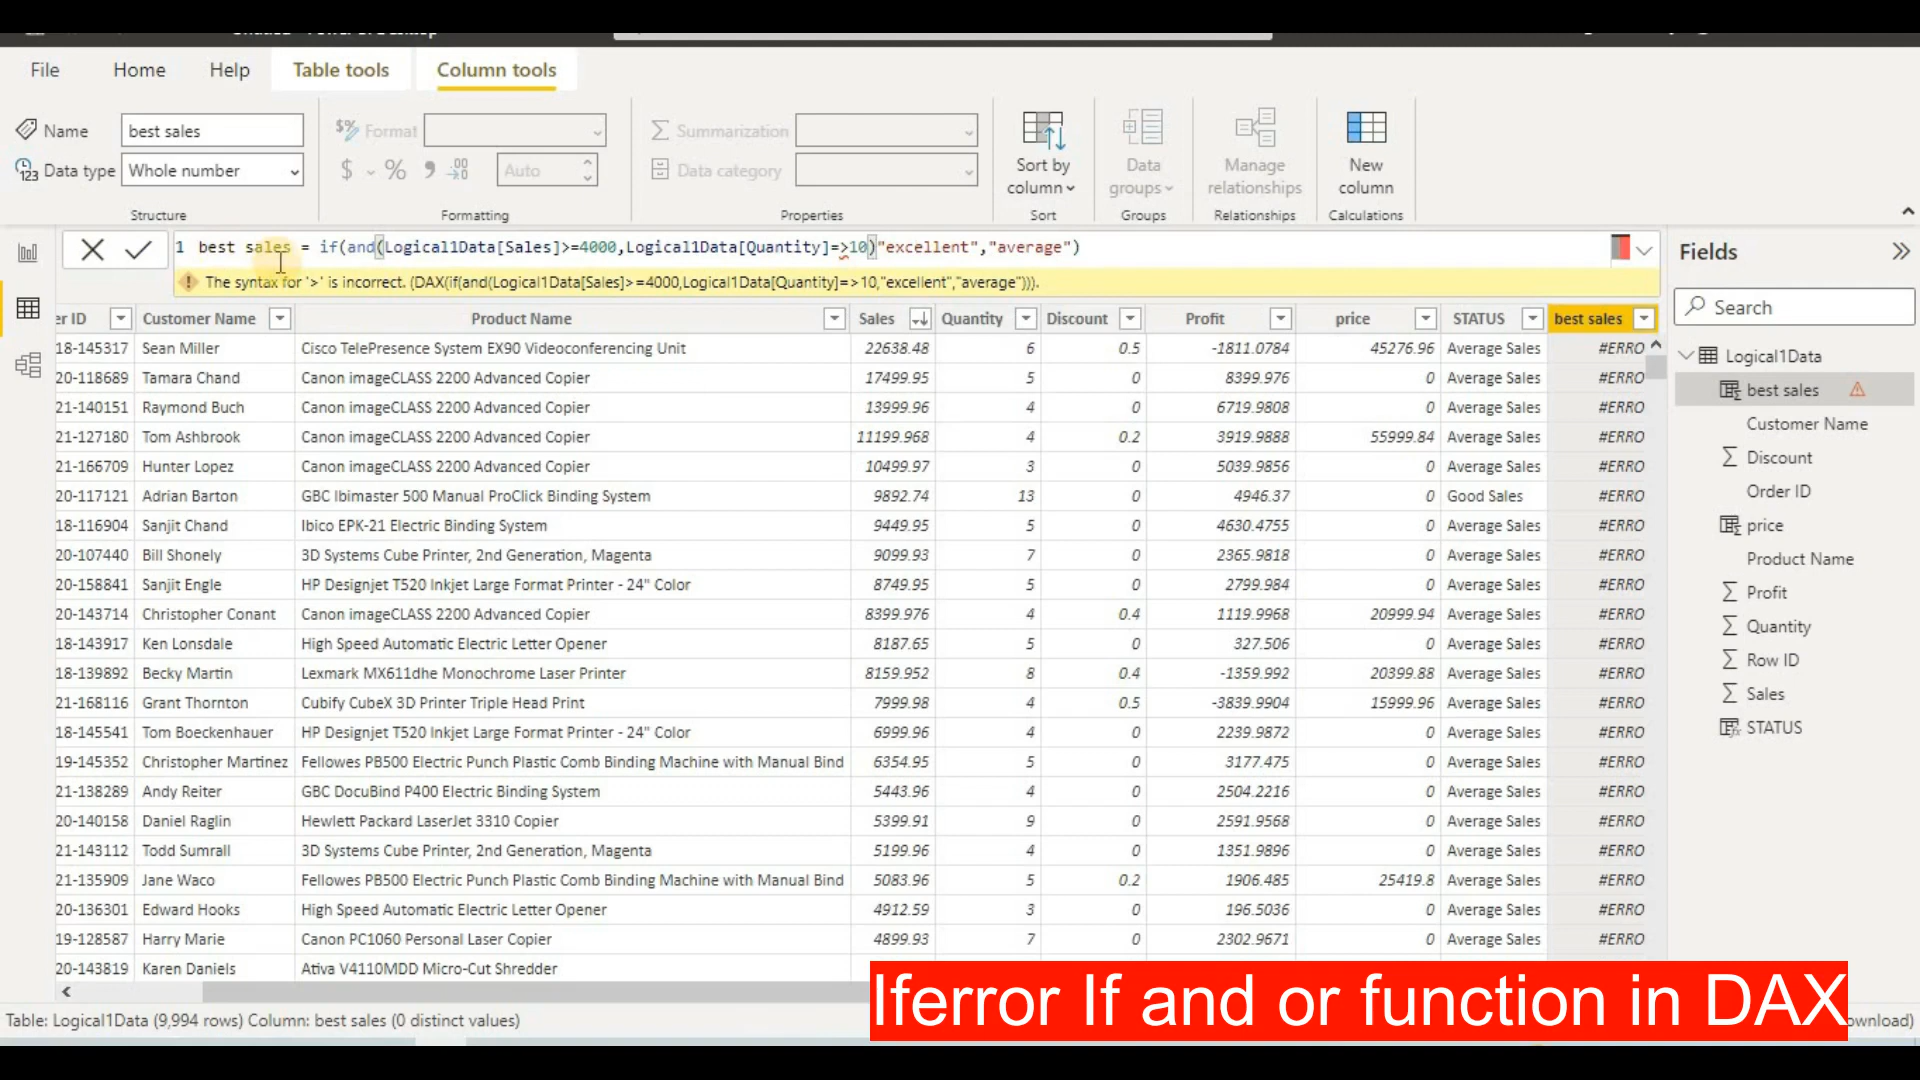 File Home Help Table tools Column tools
Name best sales Format Summarization Sort by column Data groups Manage relationships New column
Data type Whole number $ % Auto Data category
Structure Formatting Properties Sort Groups Relationships Calculations
1 best sales = if(and(Logical1Data[Sales]>=4000,Logical1Data[Quantity]=>10)"excellent","average")
The syntax for '>' is incorrect. (DAX(if(and(Logical1Data[Sales]>=4000,Logical1Data[Quantity]=>10,"excellent","average"))).
er ID Customer Name Product Name Sales Quantity Discount Profit price STATUS best sales
18-145317 Sean Miller Cisco TelePresence System EX90 Videoconferencing Unit 22638.48 6 0.5 -1811.0784 45276.96 Average Sales #ERRO
20-118689 Tamara Chand Canon imageCLASS 2200 Advanced Copier 17499.95 5 0 8399.976 0 Average Sales #ERRO
21-140151 Raymond Buch Canon imageCLASS 2200 Advanced Copier 13999.96 4 0 6719.9808 0 Average Sales #ERRO
21-127180 Tom Ashbrook Canon imageCLASS 2200 Advanced Copier 11199.968 4 0.2 3919.9888 55999.84 Average Sales #ERRO
21-166709 Hunter Lopez Canon imageCLASS 2200 Advanced Copier 10499.97 3 0 5039.9856 0 Average Sales #ERRO
20-117121 Adrian Barton GBC Ibimaster 500 Manual ProClick Binding System 9892.74 13 0 4946.37 0 Good Sales #ERRO
18-116904 Sanjit Chand Ibico EPK-21 Electric Binding System 9449.95 5 0 4630.4755 0 Average Sales #ERRO
20-107440 Bill Shonely 3D Systems Cube Printer, 2nd Generation, Magenta 9099.93 7 0 2365.9818 0 Average Sales #ERRO
20-158841 Sanjit Engle HP Designjet T520 Inkjet Large Format Printer - 24" Color 8749.95 5 0 2799.984 0 Average Sales #ERRO
20-143714 Christopher Conant Canon imageCLASS 2200 Advanced Copier 8399.976 4 0.4 1119.9968 20999.94 Average Sales #ERRO
18-143917 Ken Lonsdale High Speed Automatic Electric Letter Opener 8187.65 5 0 327.506 0 Average Sales #ERRO
18-139892 Becky Martin Lexmark MX611dhe Monochrome Laser Printer 8159.952 8 0.4 -1359.992 20399.88 Average Sales #ERRO
21-168116 Grant Thornton Cubify CubeX 3D Printer Triple Head Print 7999.98 4 0.5 -3839.9904 15999.96 Average Sales #ERRO
18-145541 Tom Boeckenhauer HP Designjet T520 Inkjet Large Format Printer - 24" Color 6999.96 4 0 2239.9872 0 Average Sales #ERRO
19-145352 Christopher Martinez Fellowes PB500 Electric Punch Plastic Comb Binding Machine with Manual Bind 6354.95 5 0 3177.475 0 Average Sales #ERRO
21-138289 Andy Reiter GBC DocuBind P400 Electric Binding System 5443.96 4 0 2504.2216 0 Average Sales #ERRO
20-140158 Daniel Raglin Hewlett Packard LaserJet 3310 Copier 5399.91 9 0 2591.9568 0 Average Sales #ERRO
21-143112 Todd Sumrall 3D Systems Cube Printer, 2nd Generation, Magenta 5199.96 4 0 1351.9896 0 Average Sales #ERRO
21-135909 Jane Waco Fellowes PB500 Electric Punch Plastic Comb Binding Machine with Manual Bind 5083.96 5 0.2 1906.485 25419.8 Average Sales #ERRO
20-136301 Edward Hooks High Speed Automatic Electric Letter Opener 4912.59 3 0 196.5036 0 Average Sales #ERRO
19-128587 Harry Marie Canon PC1060 Personal Laser Copier 4899.93 7 0 2302.9671 0 Average Sales #ERRO
20-143819 Karen Daniels Ativa V4110MDD Micro-Cut Shredder
Fields
Search
Logical1Data
best sales
Customer Name
Discount
Order ID
price
Product Name
Profit
Quantity
Row ID
Sales
STATUS
Iferror If and or function in DAX
Table: Logical1Data (9,994 rows) Column: best sales (0 distinct values) ownload)